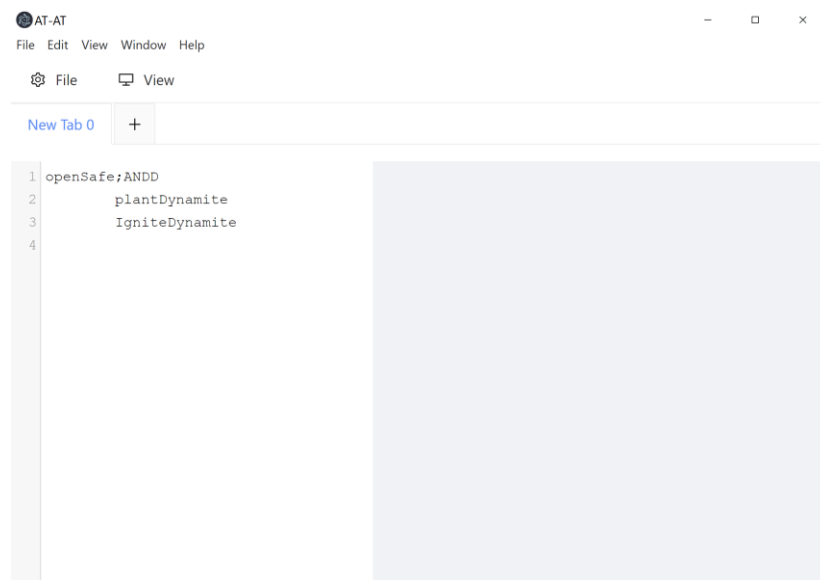 AT-AT
File Edit View Window Help
File View
New Tab 0 +
1 openSafe;ANDD
2 plantDynamite
3 IgniteDynamite
4